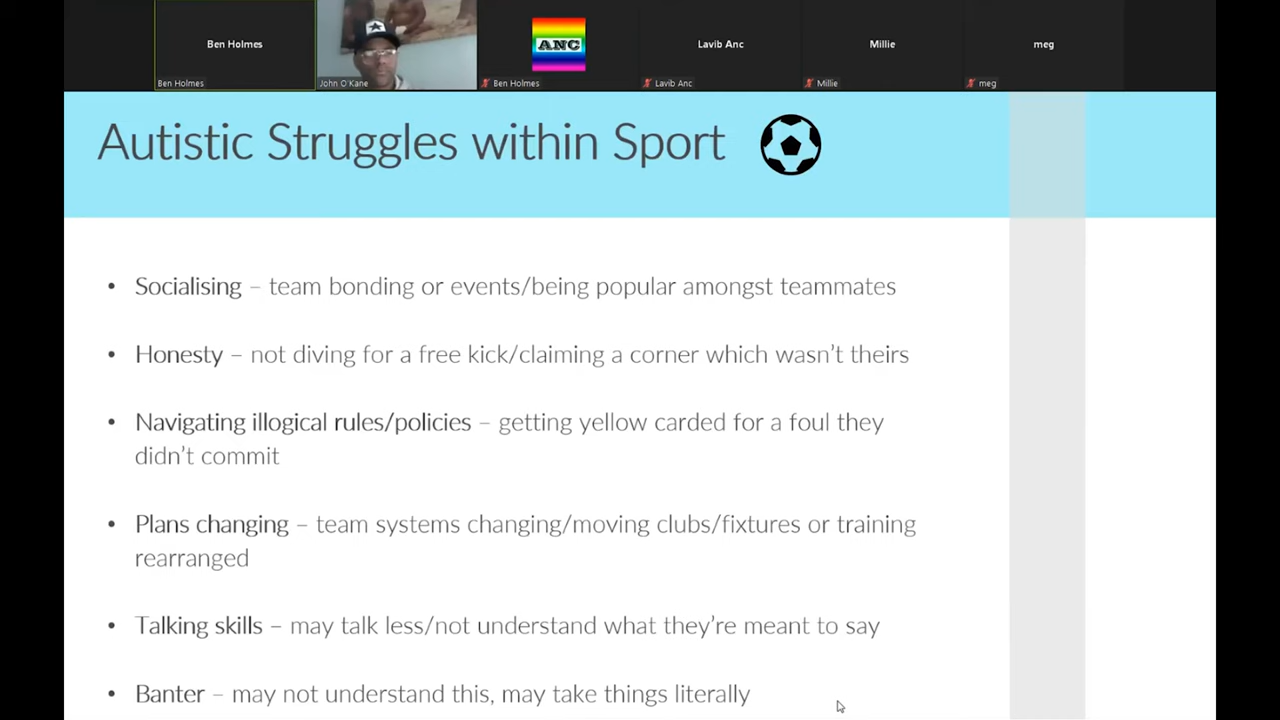 Ben Holmes
Lavib Anc
Millie
meg
ANC
Ben Holmes
John O'Kane
Ben Holmes
Lavib Anc
Millie
meg
Autistic Struggles within Sport
• Socialising – team bonding or events/being popular amongst teammates
• Honesty – not diving for a free kick/claiming a corner which wasn't theirs
• Navigating illogical rules/policies – getting yellow carded for a foul they
didn't commit
• Plans changing – team systems changing/moving clubs/fixtures or training
rearranged
• Talking skills – may talk less/not understand what they're meant to say
• Banter – may not understand this, may take things literally